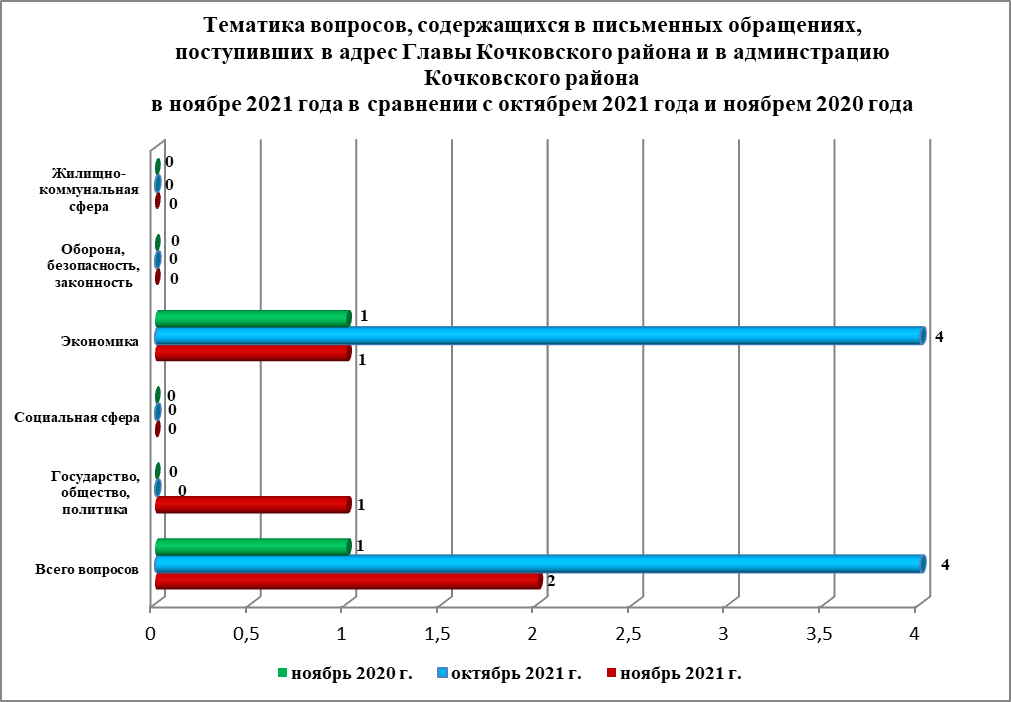 Тематика вопросов, содержащихся в письменных обращениях,
поступивших в адрес Главы Кочковского района и в админстрацию
Кочковского района
в ноябре 2021 года в сравнении с октябрем 2021 года и ноябрем 2020 года
Жилищно-
коммунальная
сфера
0
0
0
Оборона,
безопасность,
законность
0
0
0
Экономика
1
4
1
Социальная сфера
0
0
0
Государство,
общество,
политика
0
0
1
Всего вопросов
1
4
2
0 0,5 1 1,5 2 2,5 3 3,5 4
ноябрь 2020 г. октябрь 2021 г. ноябрь 2021 г.